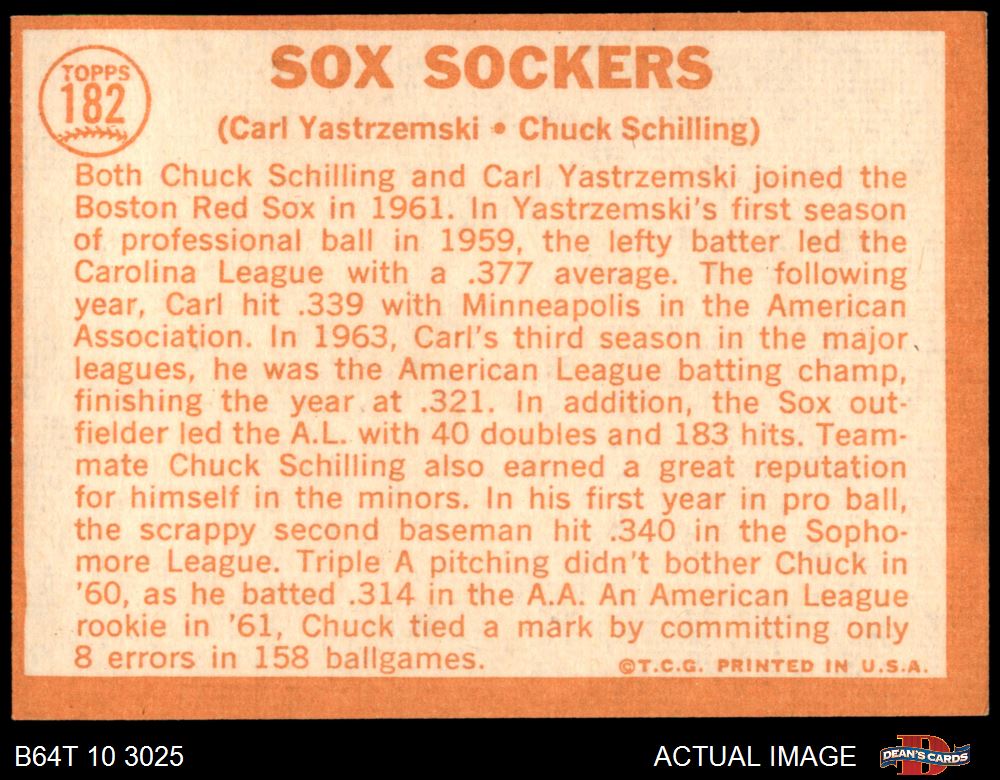 TOPPS
182
SOX SOCKERS
(Carl Yastrzemski • Chuck Schilling)
Both Chuck Schilling and Carl Yastrzemski joined the
Boston Red Sox in 1961. In Yastrzemski's first season
of professional ball in 1959, the lefty batter led the
Carolina League with a .377 average. The following
year, Carl hit .339 with Minneapolis in the American
Association. In 1963, Carl's third season in the major
leagues, he was the American League batting champ,
finishing the year at .321. In addition, the Sox out-
fielder led the A.L. with 40 doubles and 183 hits. Team-
mate Chuck Schilling also earned a great reputation
for himself in the minors. In his first year in pro ball,
the scrappy second baseman hit .340 in the Sopho-
more League. Triple A pitching didn't bother Chuck in
'60, as he batted .314 in the A.A. An American League
rookie in '61, Chuck tied a mark by committing only
8 errors in 158 ballgames.
©T.C.G. PRINTED IN U.S.A.
B64T 10 3025
ACTUAL IMAGE
D
DEAN'S CARDS